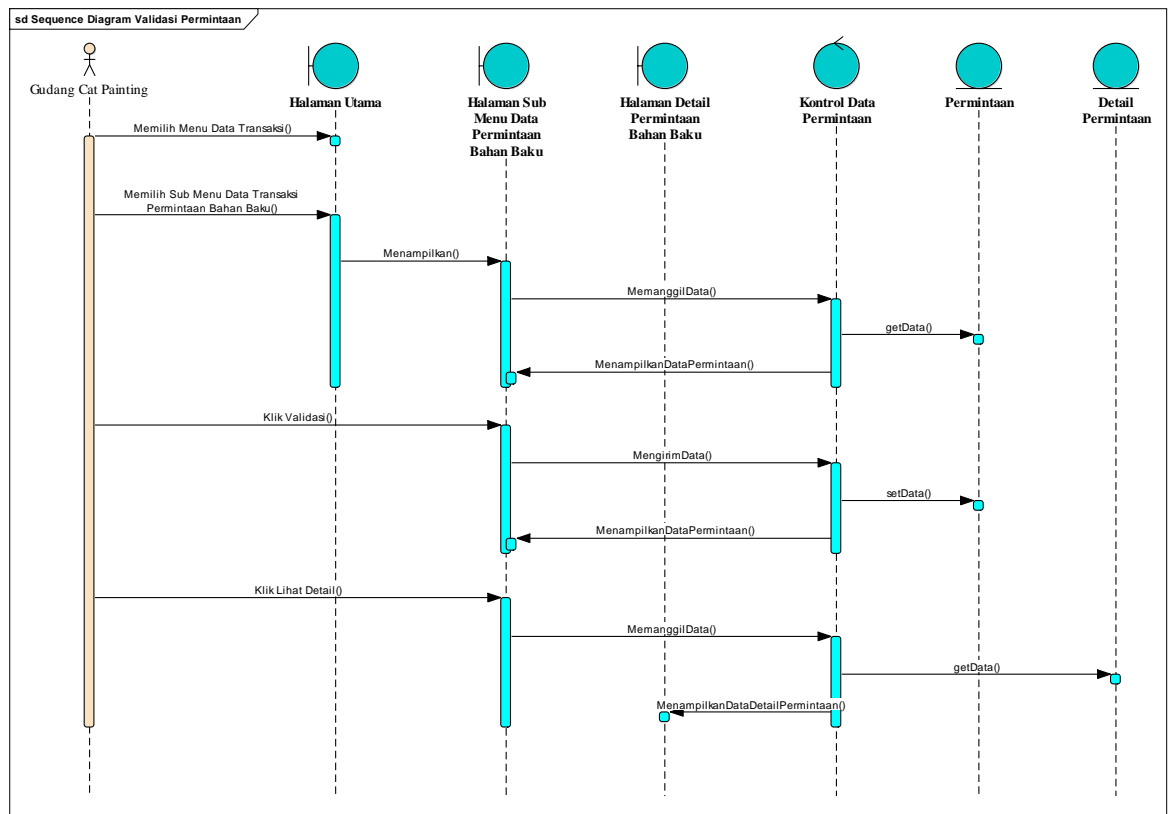 sd Sequence Diagram Validasi Permintaan
Gudang Cat Painting
Halaman Utama
Halaman Sub
Menu Data
Permintaan
Bahan Baku
Halaman Detail
Permintaan
Bahan Baku
Kontrol Data
Permintaan
Permintaan
Detail
Permintaan
Memilih Menu Data Transaksi()
Memilih Sub Menu Data Transaksi
Permintaan Bahan Baku()
Menampilkan()
MemanggilData()
getData()
MenampilkanDataPermintaan()
Klik Validasi()
MengirimData()
setData()
MenampilkanDataPermintaan()
Klik Lihat Detail()
MemanggilData()
getData()
MenampilkanDataDetailPermintaan()